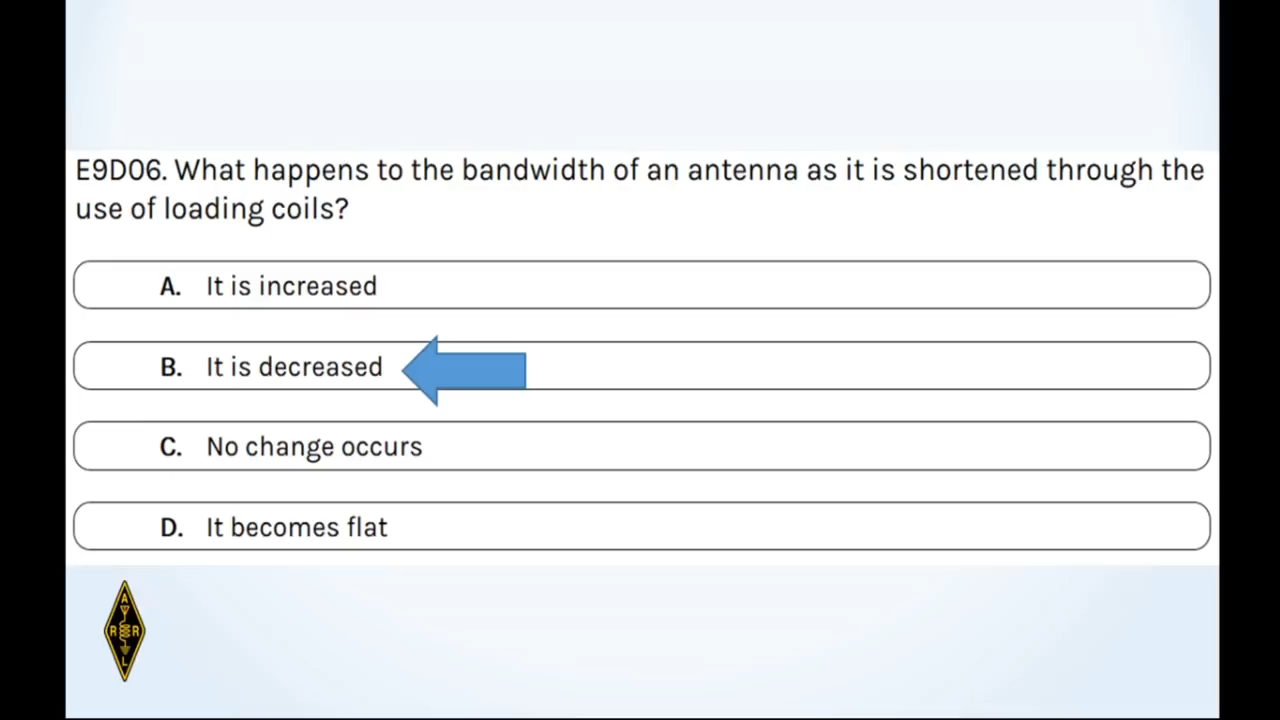 E9D06. What happens to the bandwidth of an antenna as it is shortened through the
use of loading coils?
A. It is increased
B. It is decreased
C. No change occurs
D. It becomes flat
A
R R
L